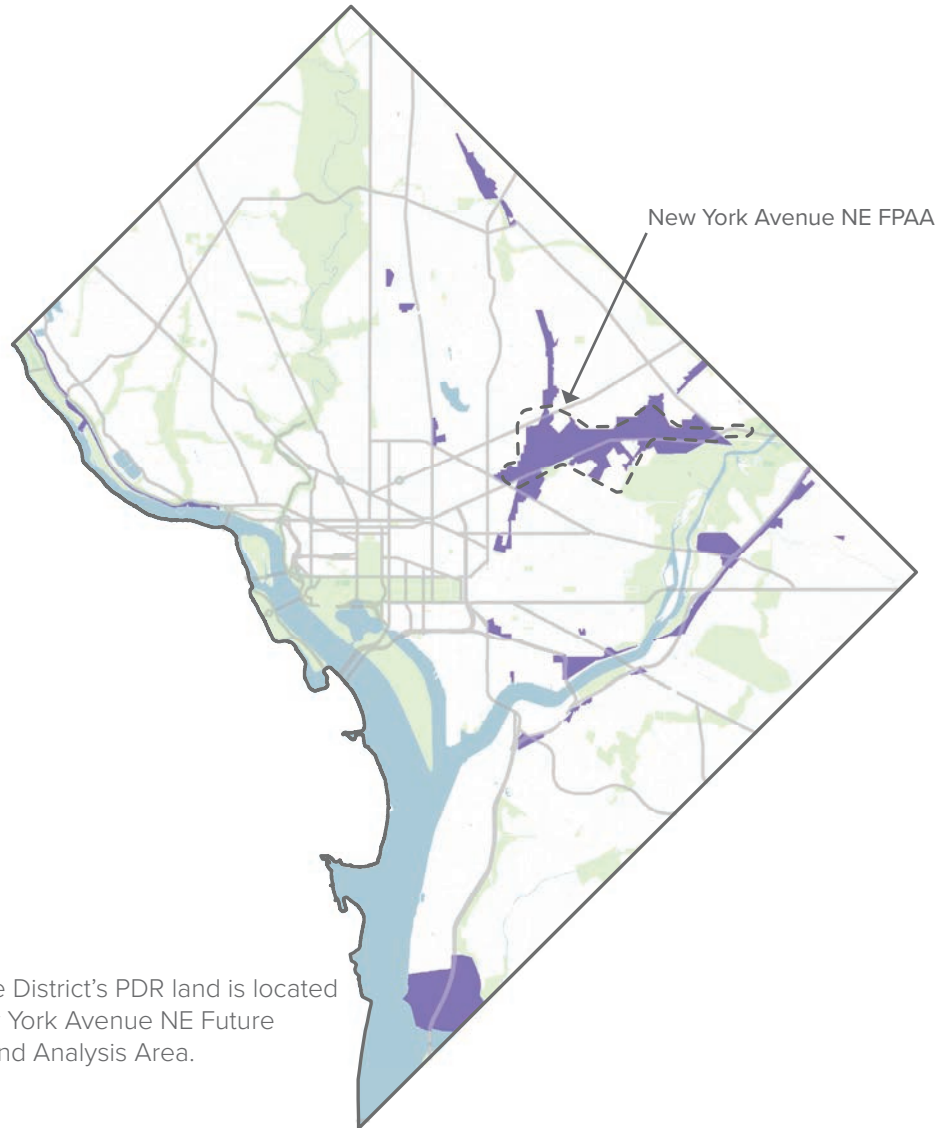 New York Avenue NE FPAA
District's PDR land is located
York Avenue NE Future
nd Analysis Area.